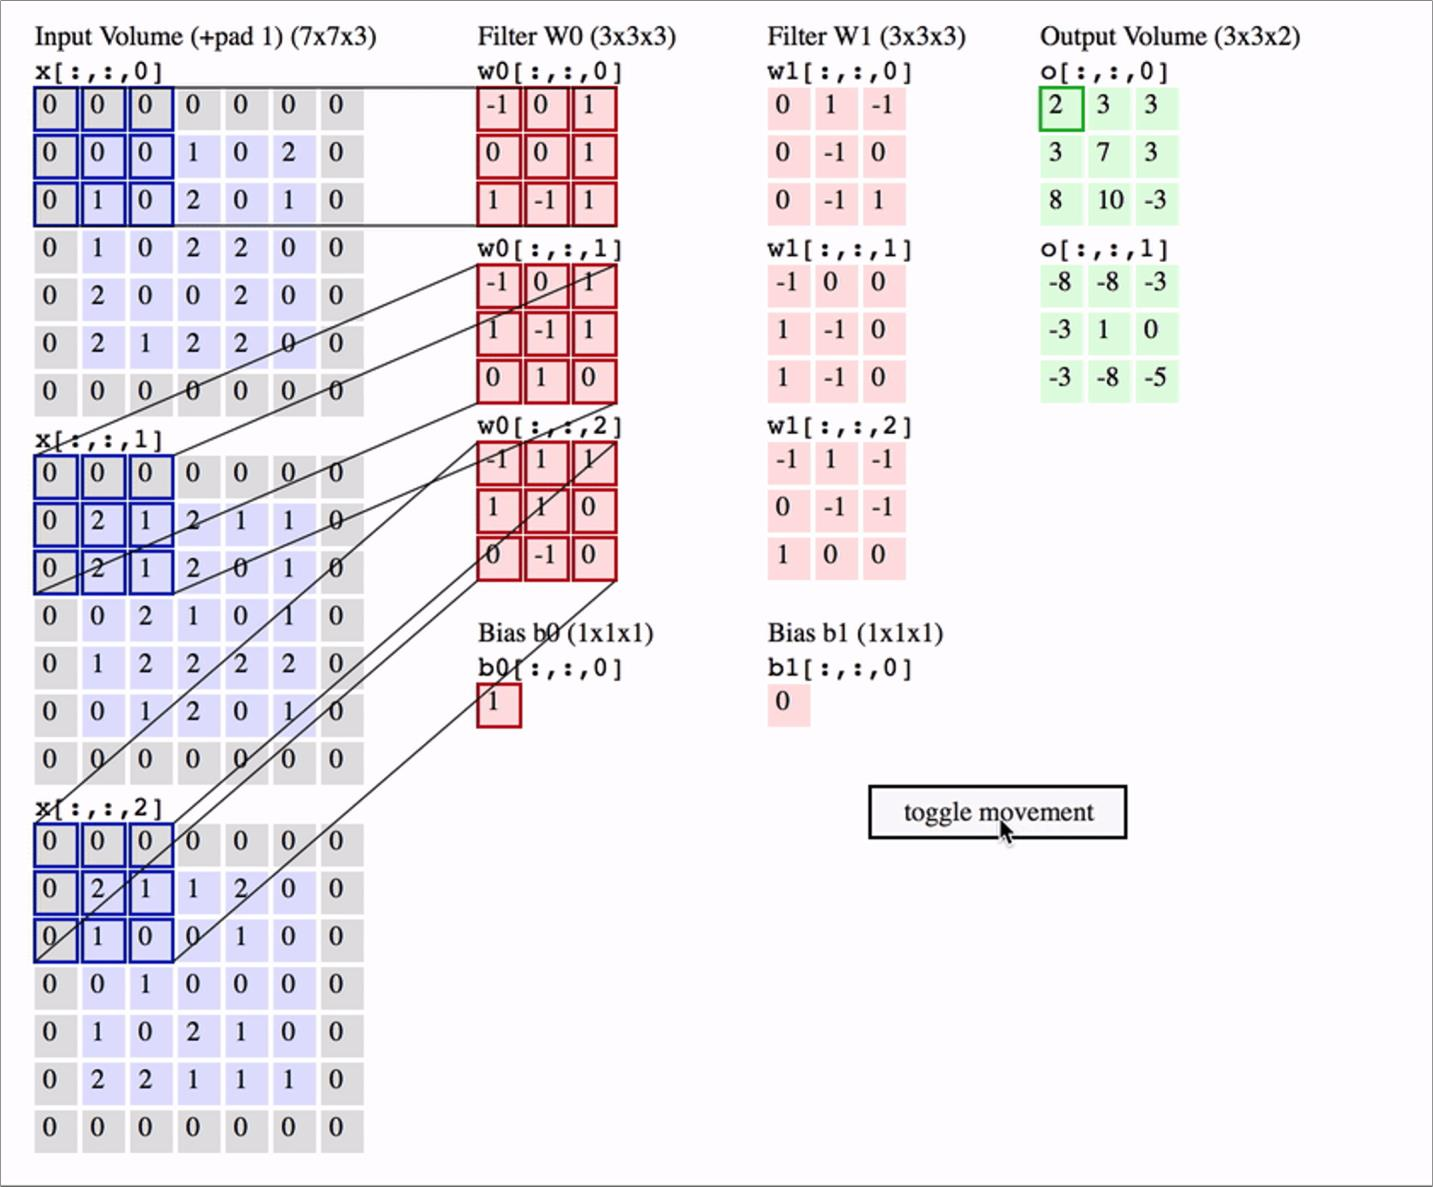 Input Volume (+pad 1) (7x7x3)
x[:,:,0]
0 0 0 0 0 0 0
0 0 0 1 0 2 0
0 1 0 2 0 1 0
0 1 0 2 2 0 0
0 2 0 0 2 0 0
0 2 1 2 2 0 0
0 0 0 0 0 0 0
x[:,:,1]
0 0 0 0 0 0 0
0 2 1 2 1 1 0
0 2 1 2 0 1 0
0 0 2 1 0 1 0
0 1 2 2 2 2 0
0 0 1 2 0 1 0
0 0 0 0 0 0 0
x[:,:,2]
0 0 0 0 0 0 0
0 2 1 1 2 0 0
0 1 0 0 1 0 0
0 0 1 0 0 0 0
0 1 0 2 1 0 0
0 2 2 1 1 1 0
0 0 0 0 0 0 0
Filter W0 (3x3x3)
w0[:,:,0]
-1 0 1
0 0 1
1 -1 1
w0[:,:,1]
-1 0 1
1 -1 1
0 1 0
w0[:,:,2]
-1 1 1
1 1 0
0 -1 0
Bias b0 (1x1x1)
b0[:,:,0]
1
Filter W1 (3x3x3)
w1[:,:,0]
0 1 -1
0 -1 0
0 -1 1
w1[:,:,1]
-1 0 0
1 -1 0
1 -1 0
w1[:,:,2]
-1 1 -1
0 -1 -1
1 0 0
Bias b1 (1x1x1)
b1[:,:,0]
0
Output Volume (3x3x2)
o[:,:,0]
2 3 3
3 7 3
8 10 -3
o[:,:,1]
-8 -8 -3
-3 1 0
-3 -8 -5
toggle movement